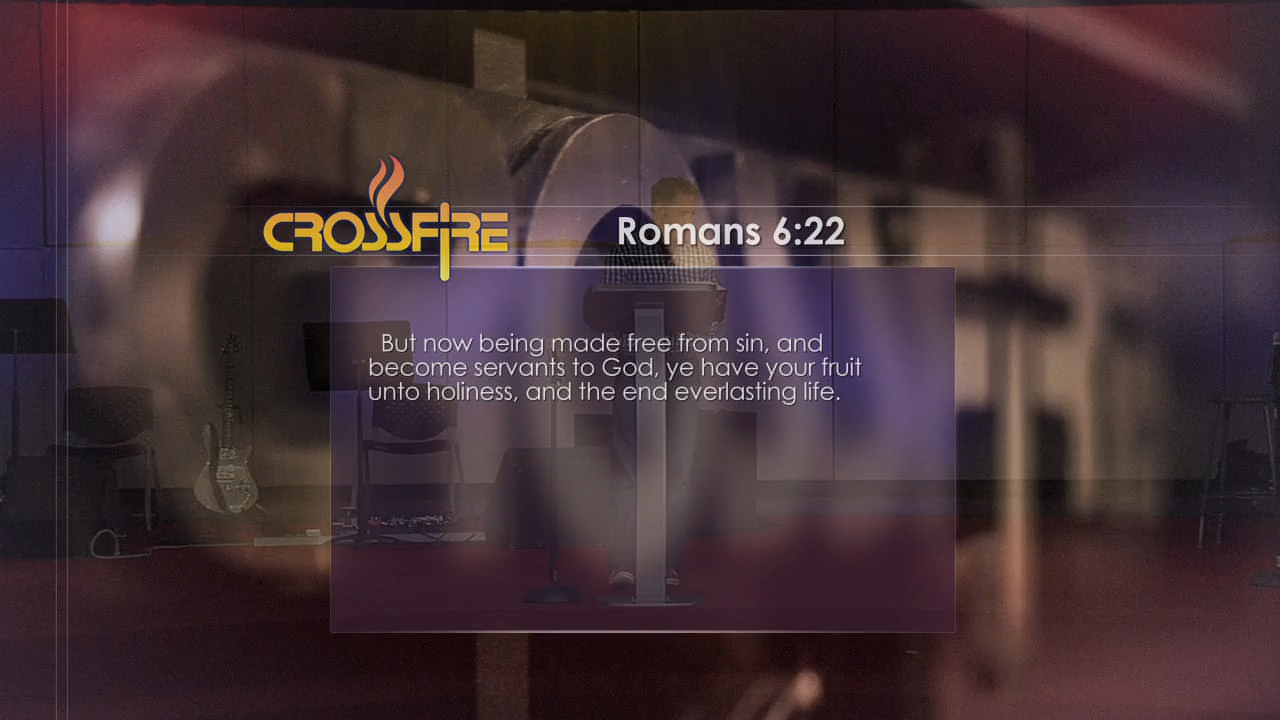 CROSSFIRE
Romans 6:22
But now being made free from sin, and
become servants to God, ye have your fruit
unto holiness, and the end everlasting life.